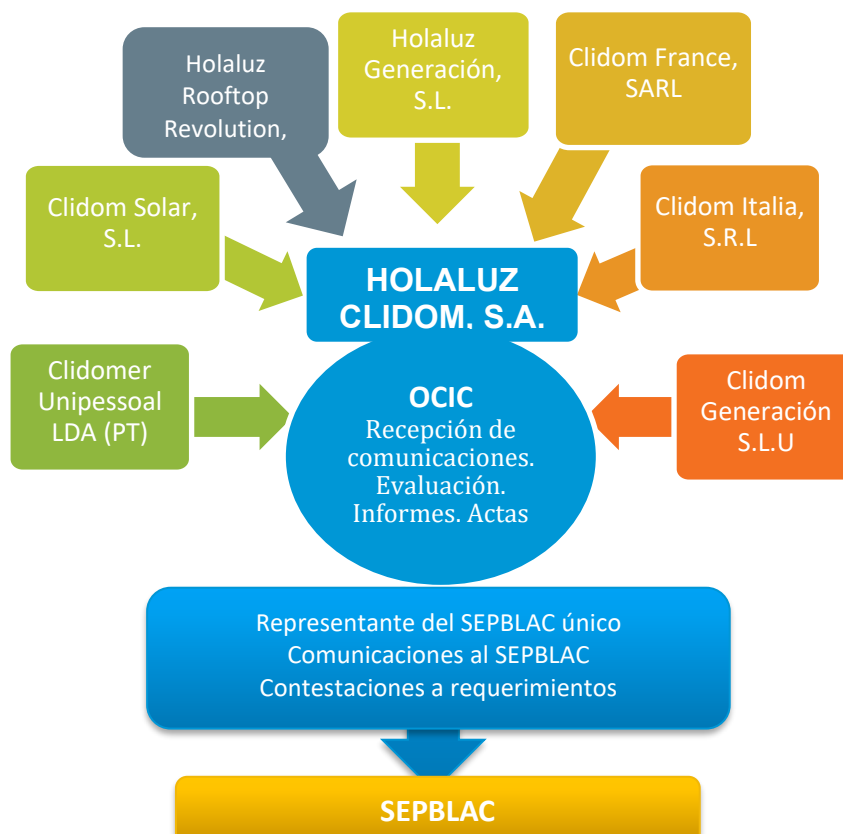 Holaluz
Generación,
S.L.
Holaluz
Rooftop
Revolution,
Clidom France,
SARL
Clidom Solar,
S.L.
Clidom Italia,
S.R.L
HOLALUZ
CLIDOM, S.A.
Clidomer
Unipessoal
LDA (PT)
OCIC
Recepción de
comunicaciones.
Evaluación.
Informes. Actas
Clidom
Generación
S.L.U
Representante del SEPBLAC único
Comunicaciones al SEPBLAC
Contestaciones a requerimientos
SEPBLAC